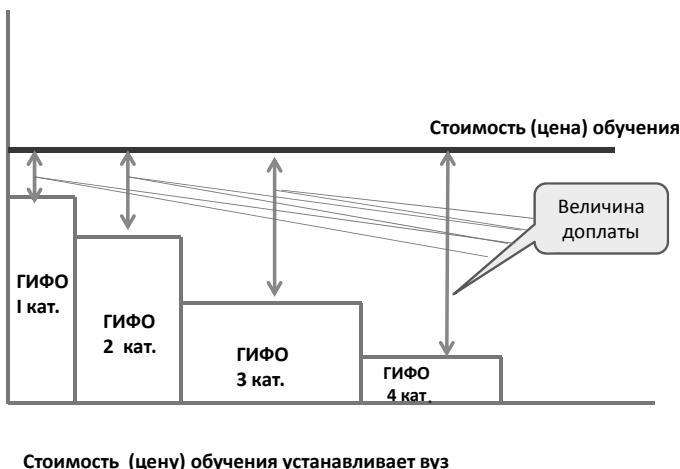 Стоимость (цена) обучения
Величина
доплаты
ГИФО
I кат.
ГИФО
2 кат.
ГИФО
3 кат.
ГИФО
4 кат.
Стоимость (цену) обучения устанавливает вуз